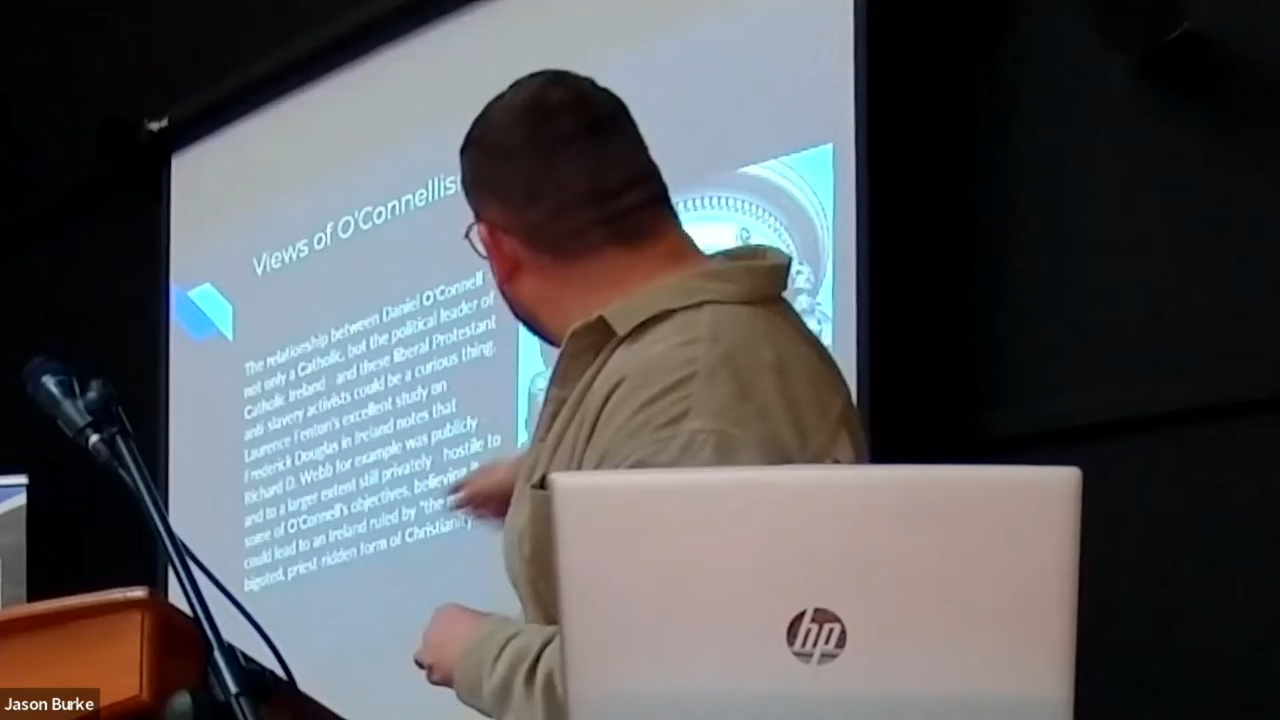 Views of O'Connellis
The relationship between Daniel O'Connell
not only a Catholic, but the political leader of
Catholic Ireland - and these liberal Protestant
anti slavery activists could be a curious thing.
Laurence Fenton's excellent study on
Frederick Douglas in Ireland notes that
Richard D. Webb for example was publicly
and to a larger extent still privately - hostile to
some of O'Connell's objectives, believing
could lead to an Ireland ruled by "the
bigoted, priest-ridden form of Christianity
hp
Jason Burke